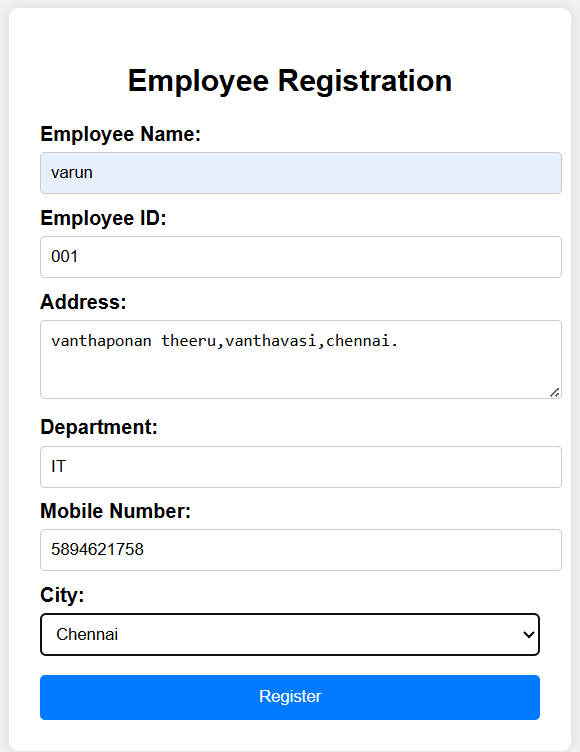 Employee Registration
Employee Name:
varun
Employee ID:
001
Address:
vanthaponan theeru,vanthavasi,chennai.
Department:
IT
Mobile Number:
5894621758
City:
Chennai
Register